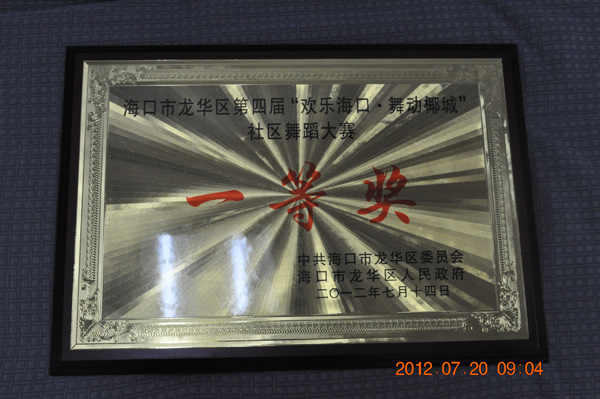 海口市龙华区第四届“欢乐海口·舞动椰城”
社区舞蹈大赛
一等奖
中共海口市龙华区委员会
海口市龙华区人民政府
二〇一二年七月十四日
2012.07.20 09:04